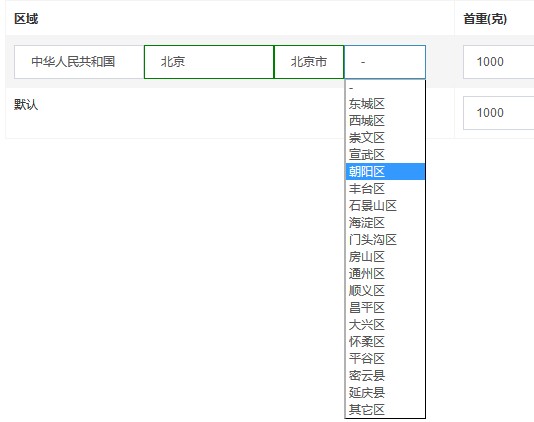 区域 首重(克)
中华人民共和国 北京 北京市 - 1000
-
默认 1000
东城区
西城区
崇文区
宣武区
朝阳区
丰台区
石景山区
海淀区
门头沟区
房山区
通州区
顺义区
昌平区
大兴区
怀柔区
平谷区
密云县
延庆县
其它区